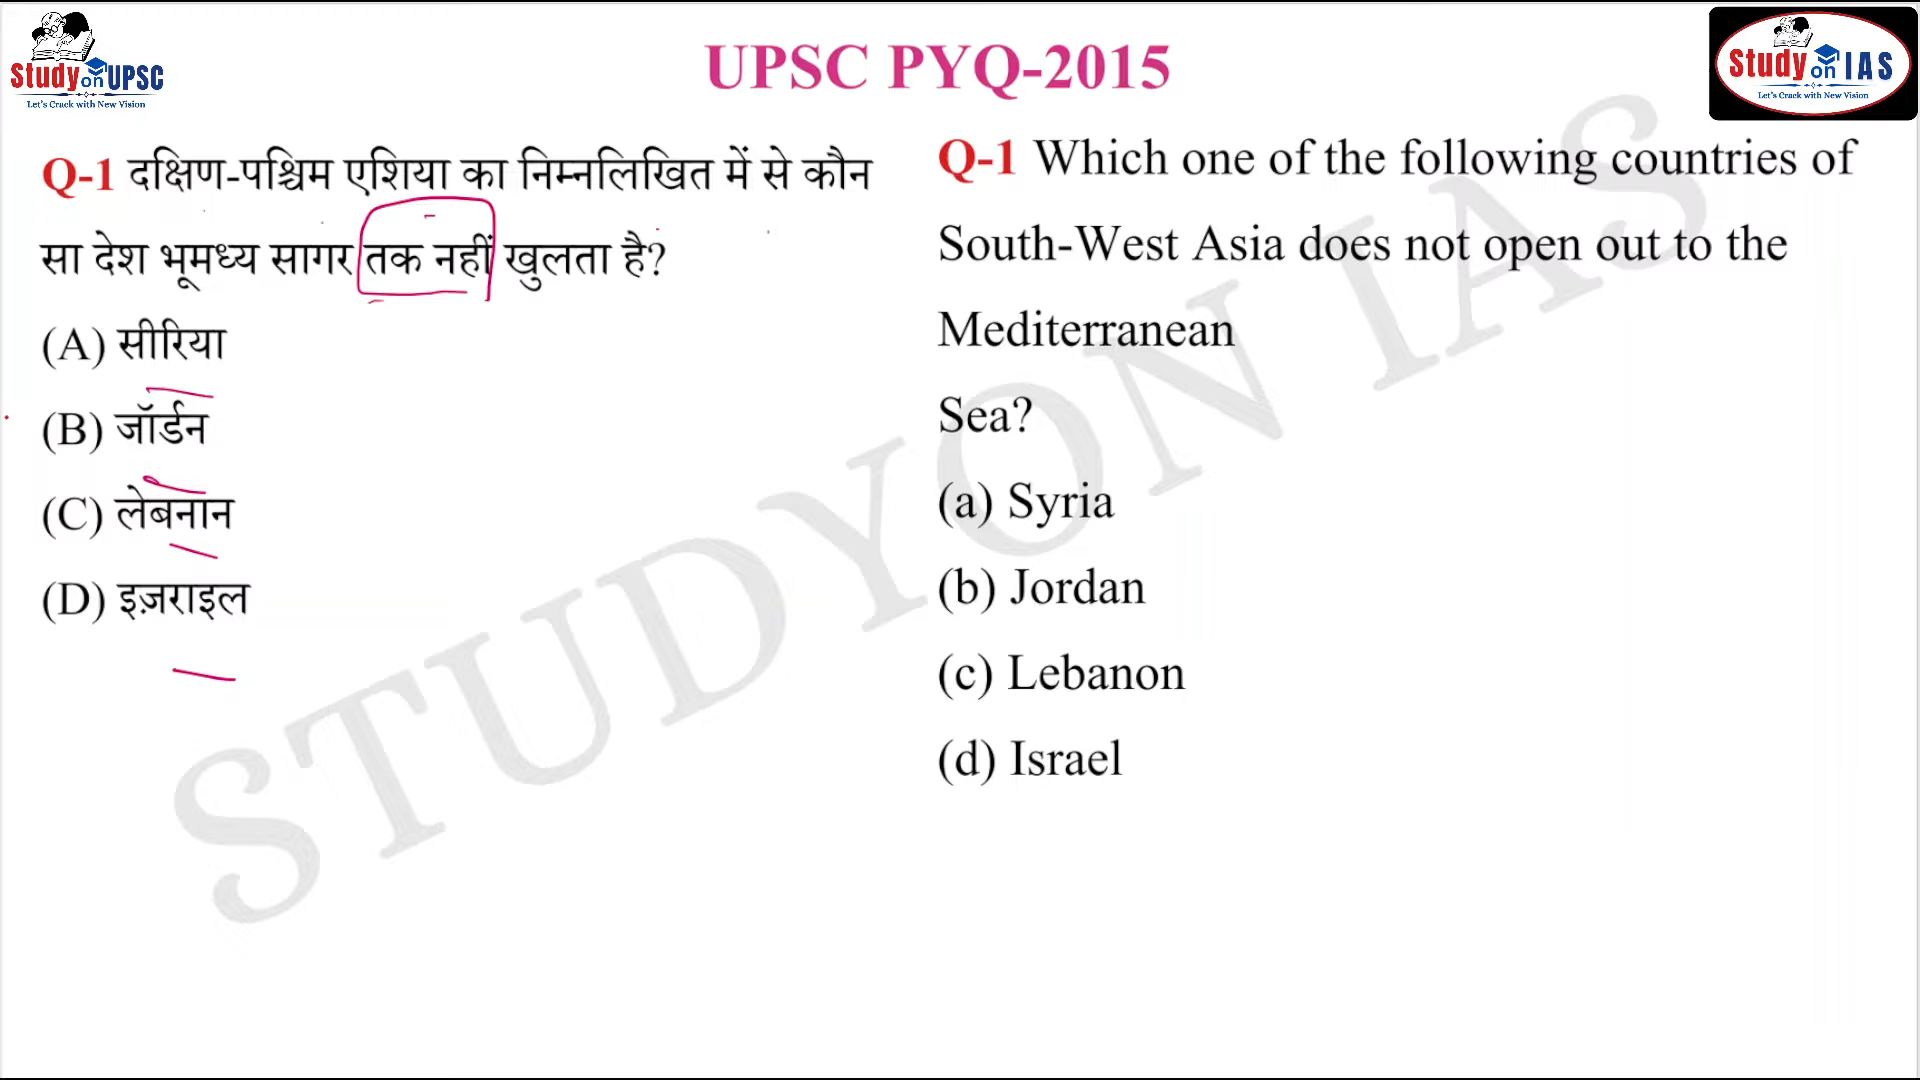 Study on UPSC
Let's Crack with New Vision
UPSC PYQ-2015
Study on IAS
Let's Crack with New Vision
Q-1 दक्षिण-पश्चिम एशिया का निम्नलिखित में से कौन
सा देश भूमध्य सागर तक नहीं खुलता है?
(A) सीरिया
(B) जॉर्डन
(C) लेबनान
(D) इज़राइल
Q-1 Which one of the following countries of
South-West Asia does not open out to the
Mediterranean
Sea?
(a) Syria
(b) Jordan
(c) Lebanon
(d) Israel
STUDYON IAS